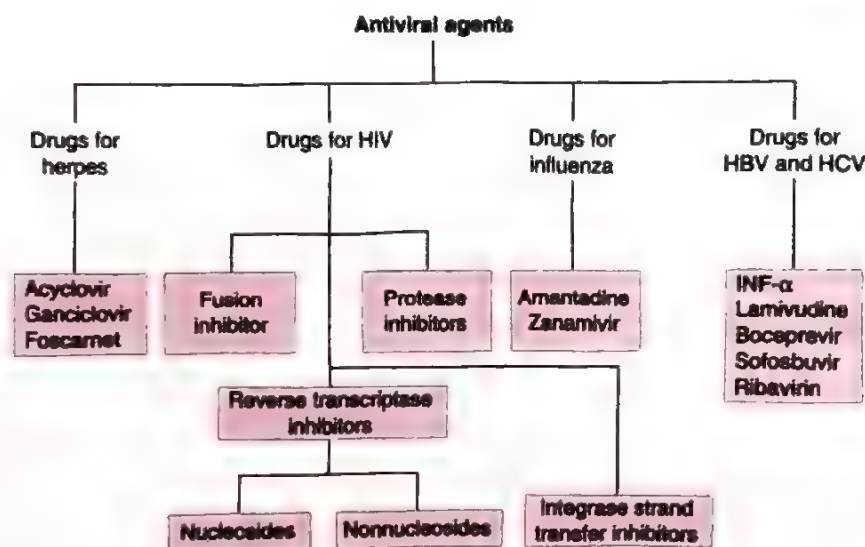 Antiviral agents
Drugs for
herpes
Drugs for HIV
Drugs for
influenza
Drugs for
HBV and HCV
Acyclovir
Ganciclovir
Foscarnet
Fusion
inhibitor
Protease
inhibitors
Amantadine
Zanamivir
INF-α
Lamivudine
Boceprevir
Sofosbuvir
Ribavirin
Reverse transcriptase
inhibitors
Nucleosides
Nonnucleosides
Integrase strand
transfer inhibitors